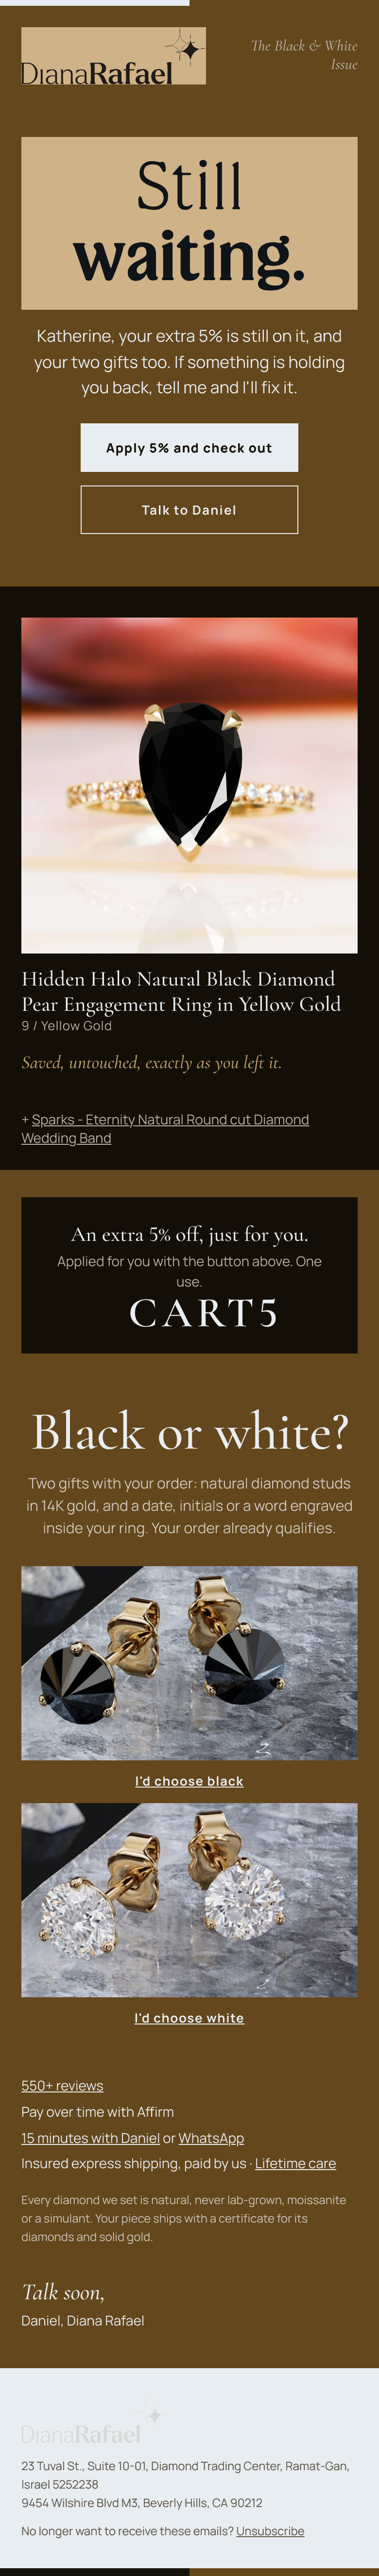 DianaRafael
The Black & White
Issue
Still
waiting.
Katherine, your extra 5% is still on it, and
your two gifts too. If something is holding
you back, tell me and I'll fix it.
Apply 5% and check out
Talk to Daniel
Hidden Halo Natural Black Diamond
Pear Engagement Ring in Yellow Gold
9 / Yellow Gold
Saved, untouched, exactly as you left it.
+ Sparks - Eternity Natural Round cut Diamond
Wedding Band
An extra 5% off, just for you.
Applied for you with the button above. One
use.
CART5
Black or white?
Two gifts with your order: natural diamond studs
in 14K gold, and a date, initials or a word engraved
inside your ring. Your order already qualifies.
I'd choose black
I'd choose white
550+ reviews
Pay over time with Affirm
15 minutes with Daniel or WhatsApp
Insured express shipping, paid by us · Lifetime care
Every diamond we set is natural, never lab-grown, moissanite
or a simulant. Your piece ships with a certificate for its
diamonds and solid gold.
Talk soon,
Daniel, Diana Rafael
DianaRafael
23 Tuval St., Suite 10-01, Diamond Trading Center, Ramat-Gan,
Israel 5252238
9454 Wilshire Blvd M3, Beverly Hills, CA 90212
No longer want to receive these emails? Unsubscribe